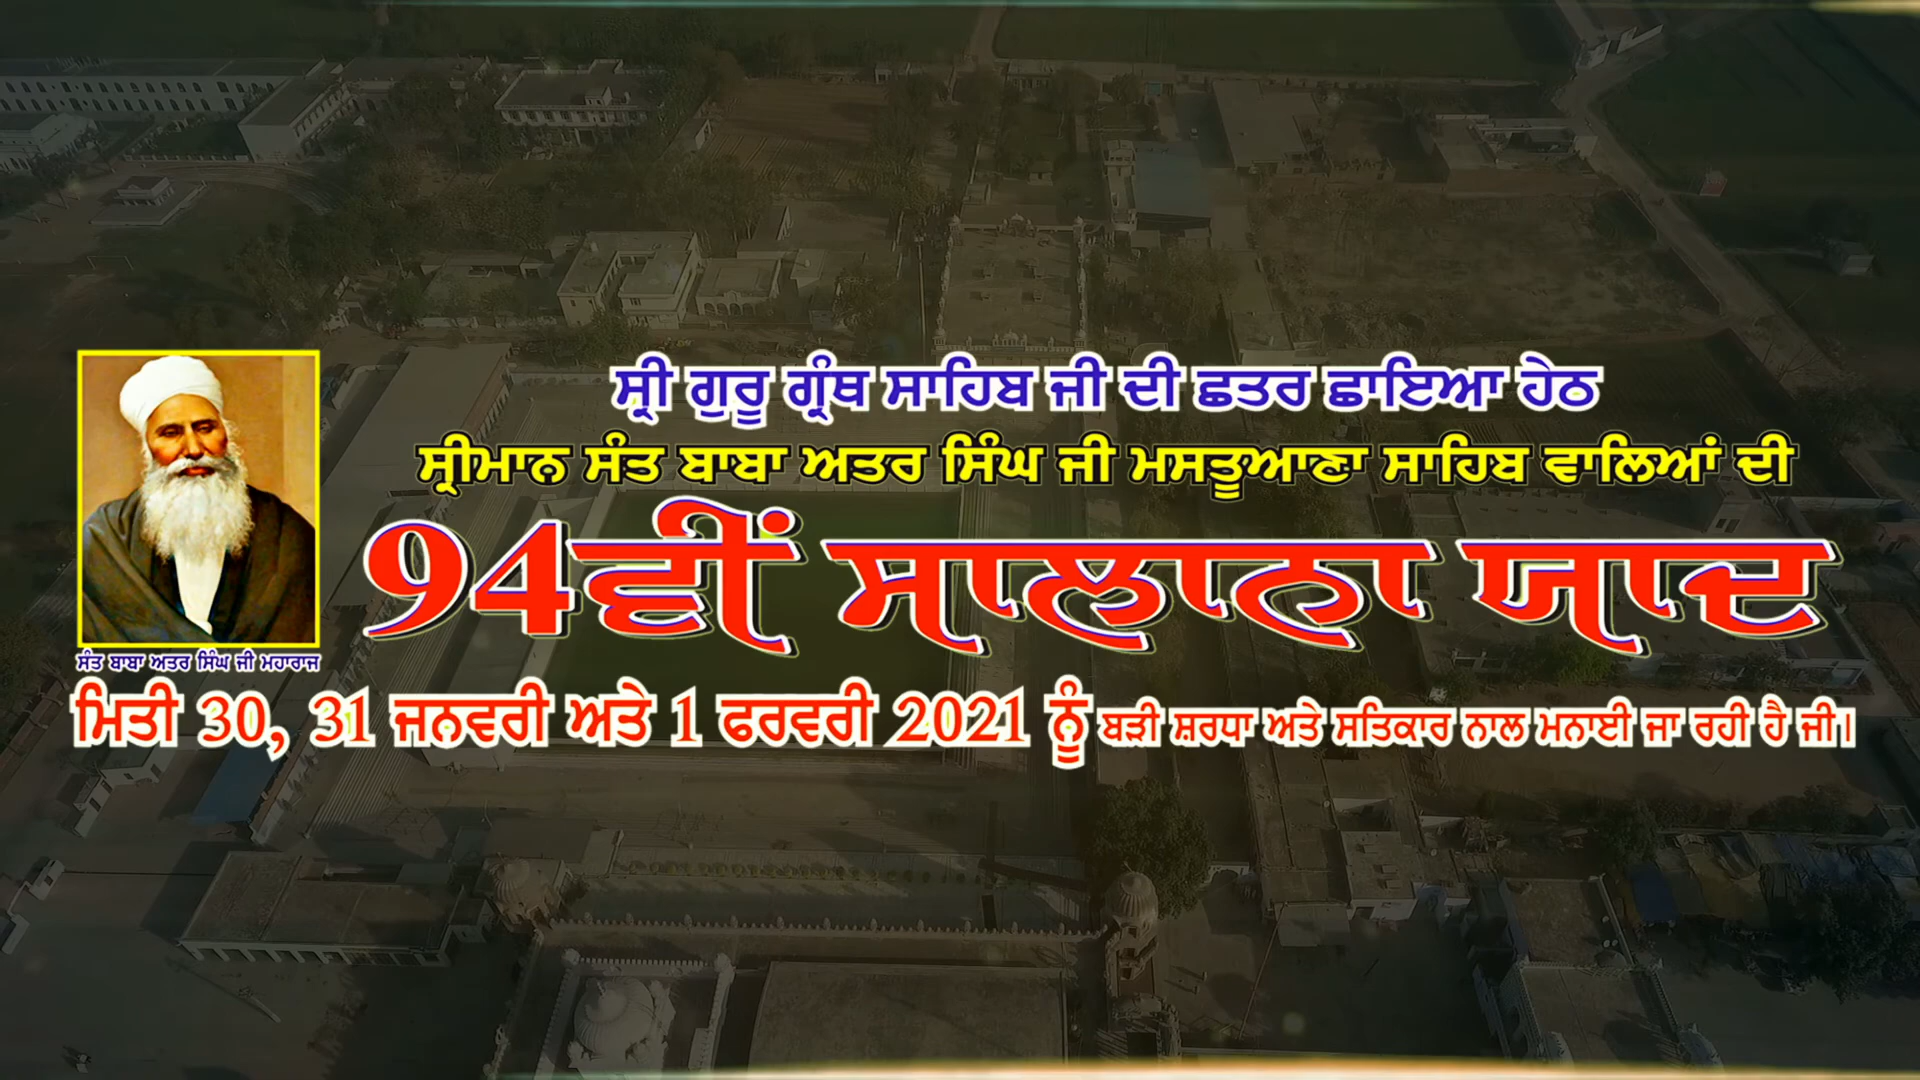 ਸ੍ਰੀ ਗੁਰੂ ਗ੍ਰੰਥ ਸਾਹਿਬ ਜੀ ਦੀ ਛਤਰ ਛਾਇਆ ਹੇਠ
ਸ੍ਰੀਮਾਨ ਸੰਤ ਬਾਬਾ ਅਤਰ ਸਿੰਘ ਜੀ ਮਸਤੂਆਣਾ ਸਾਹਿਬ ਵਾਲਿਆਂ ਦੀ
94ਵੀਂ ਸਾਲਾਨਾ ਯਾਦ
ਸੰਤ ਬਾਬਾ ਅਤਰ ਸਿੰਘ ਜੀ ਮਹਾਰਾਜ
ਮਿਤੀ 30, 31 ਜਨਵਰੀ ਅਤੇ 1 ਫਰਵਰੀ 2021 ਨੂੰ ਬੜੀ ਸ਼ਰਧਾ ਅਤੇ ਸਤਿਕਾਰ ਨਾਲ ਮਨਾਈ ਜਾ ਰਹੀ ਹੈ ਜੀ।